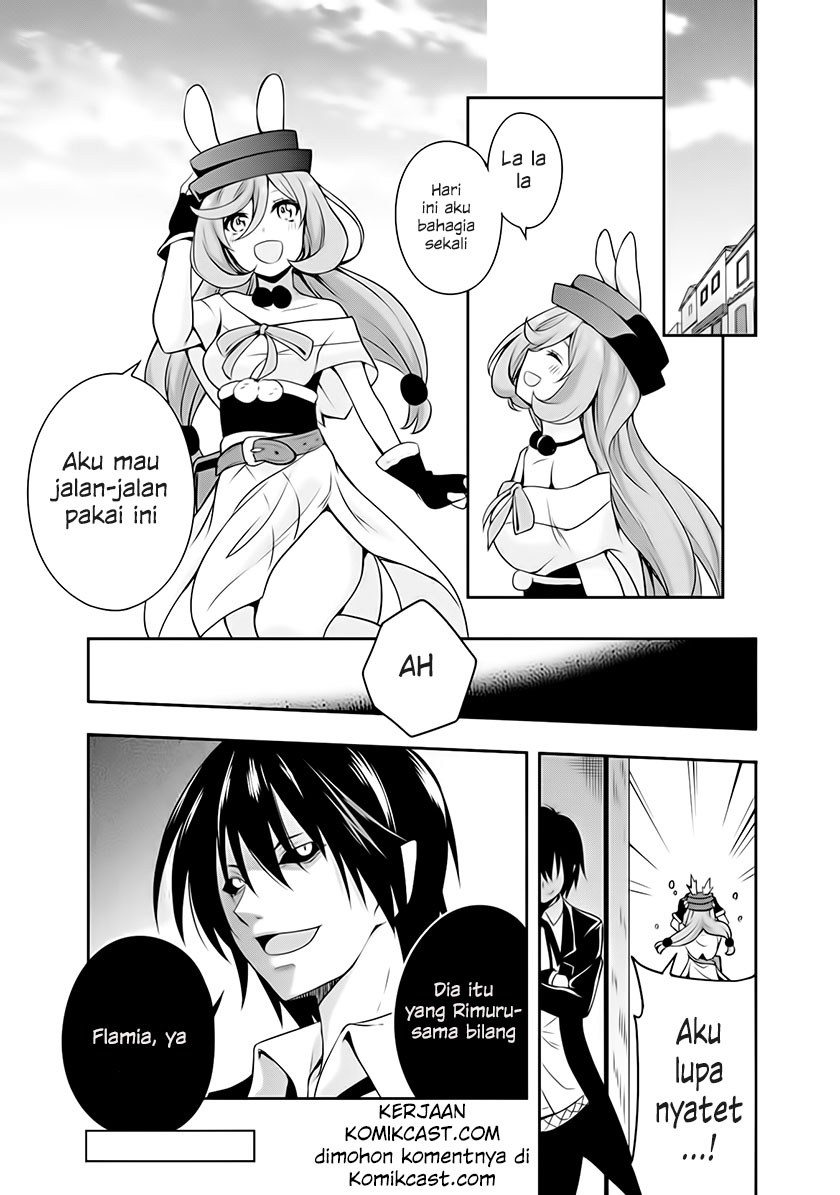 La la
la
Hari
ini aku
bahagia
sekali
Aku mau
jalan-jalan
pakai ini
AH
Aku
lupa
nyatet
...!
Dia itu
yang Rimuru-
sama bilang
Flamia, ya
KERJAAN
KOMIKCAST.COM
dimohon komentnya di
Komikcast.com